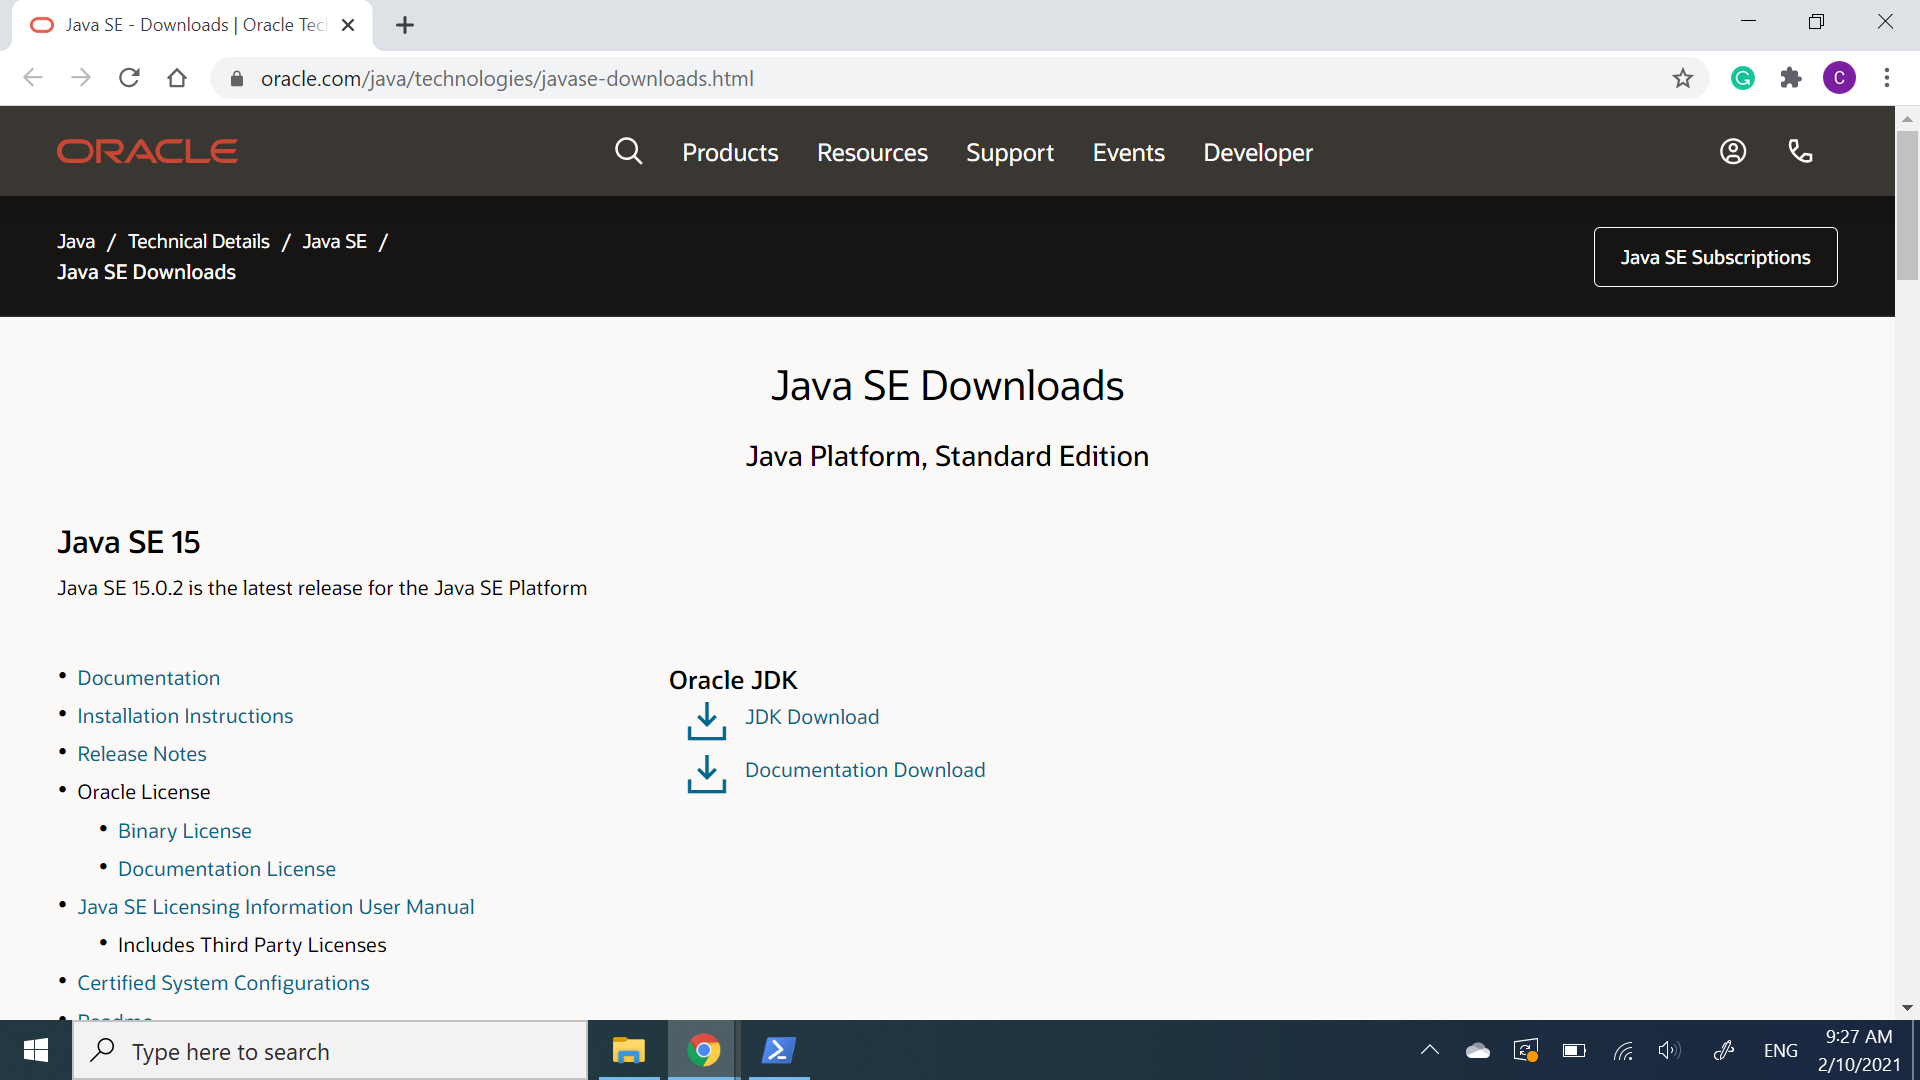 Java SE - Downloads | Oracle Tec
oracle.com/java/technologies/javase-downloads.html
C
ORACLE
Products Resources Support Events Developer
Java / Technical Details / Java SE /
Java SE Downloads
Java SE Subscriptions
Java SE Downloads
Java Platform, Standard Edition
Java SE 15
Java SE 15.0.2 is the latest release for the Java SE Platform
• Documentation
• Installation Instructions
• Release Notes
• Oracle License
• Binary License
• Documentation License
• Java SE Licensing Information User Manual
• Includes Third Party Licenses
• Certified System Configurations
• Readme
Oracle JDK
JDK Download
Documentation Download
Type here to search
ENG
9:27 AM
2/10/2021